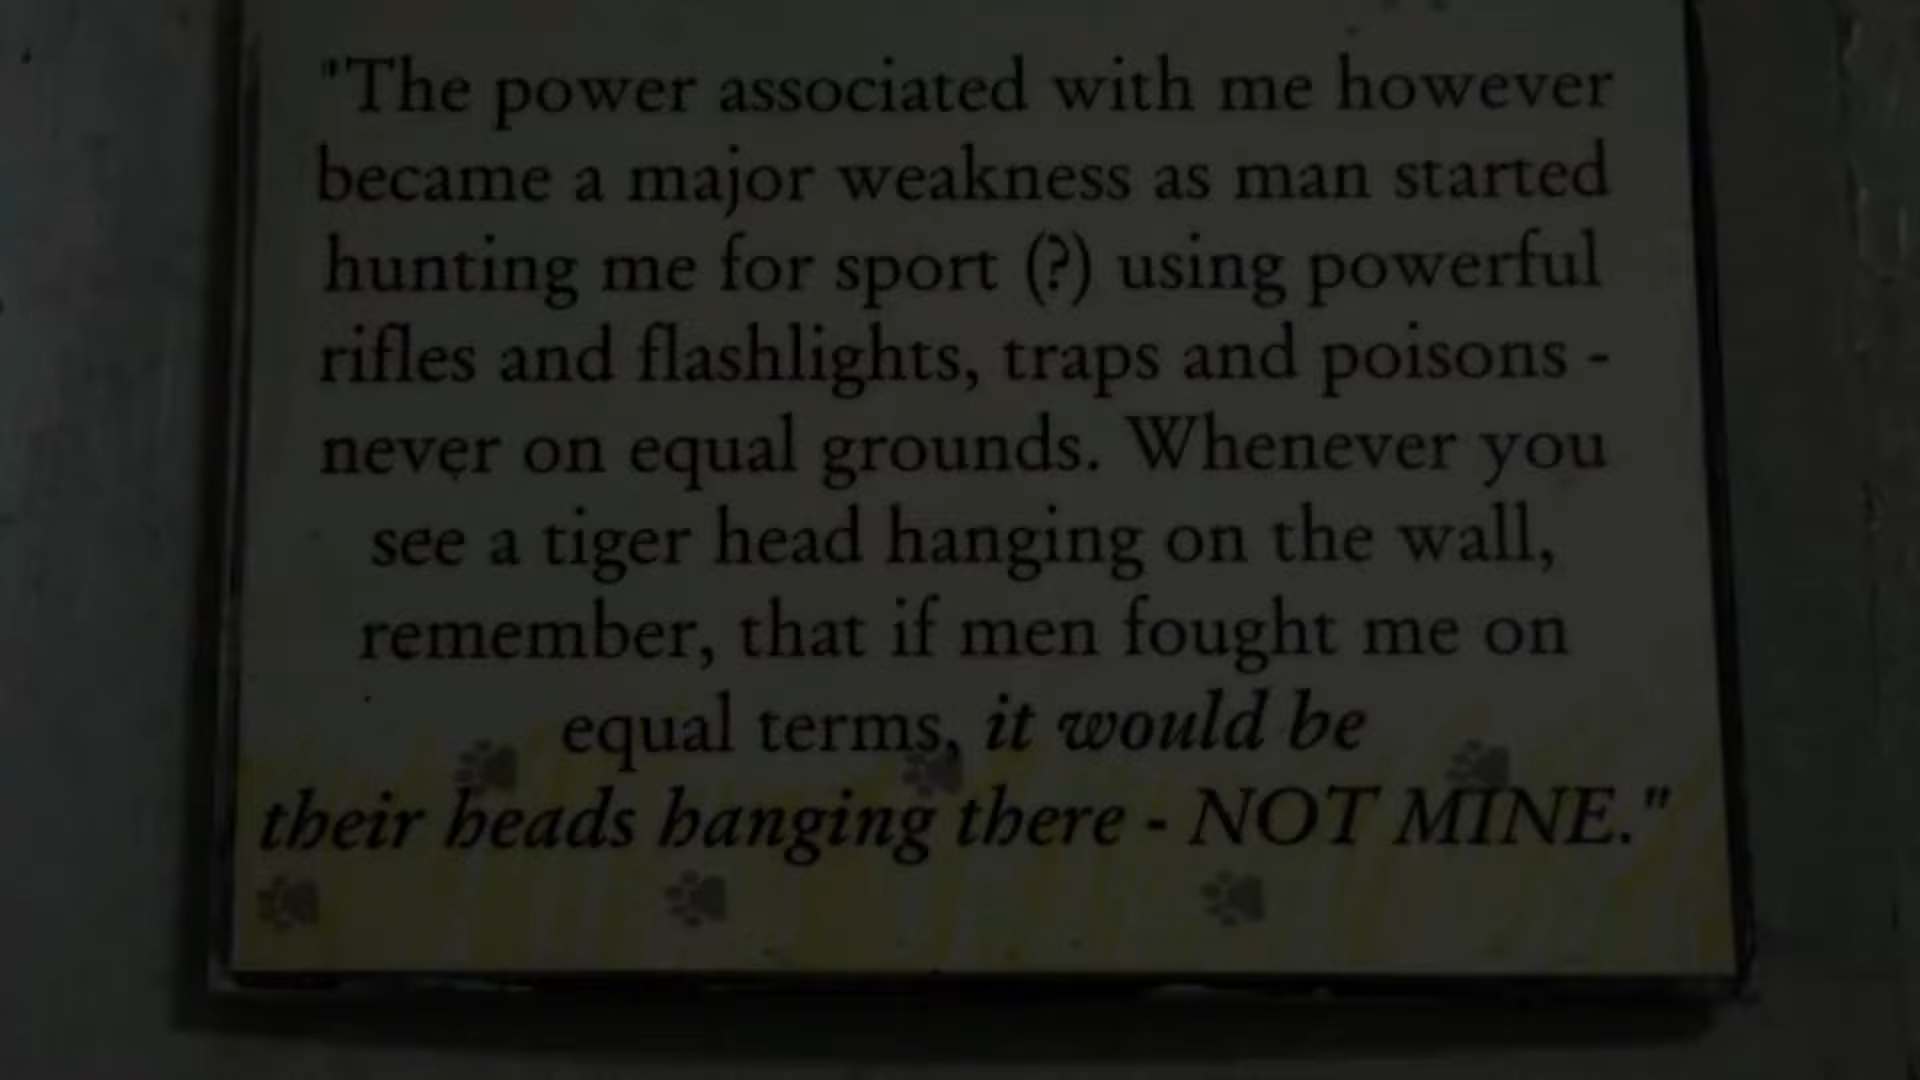 "The power associated with me however
became a major weakness as man started
hunting me for sport (?) using powerful
rifles and flashlights, traps and poisons -
never on equal grounds. Whenever you
see a tiger head hanging on the wall,
remember, that if men fought me on
equal terms, it would be
their heads hanging there - NOT MINE."